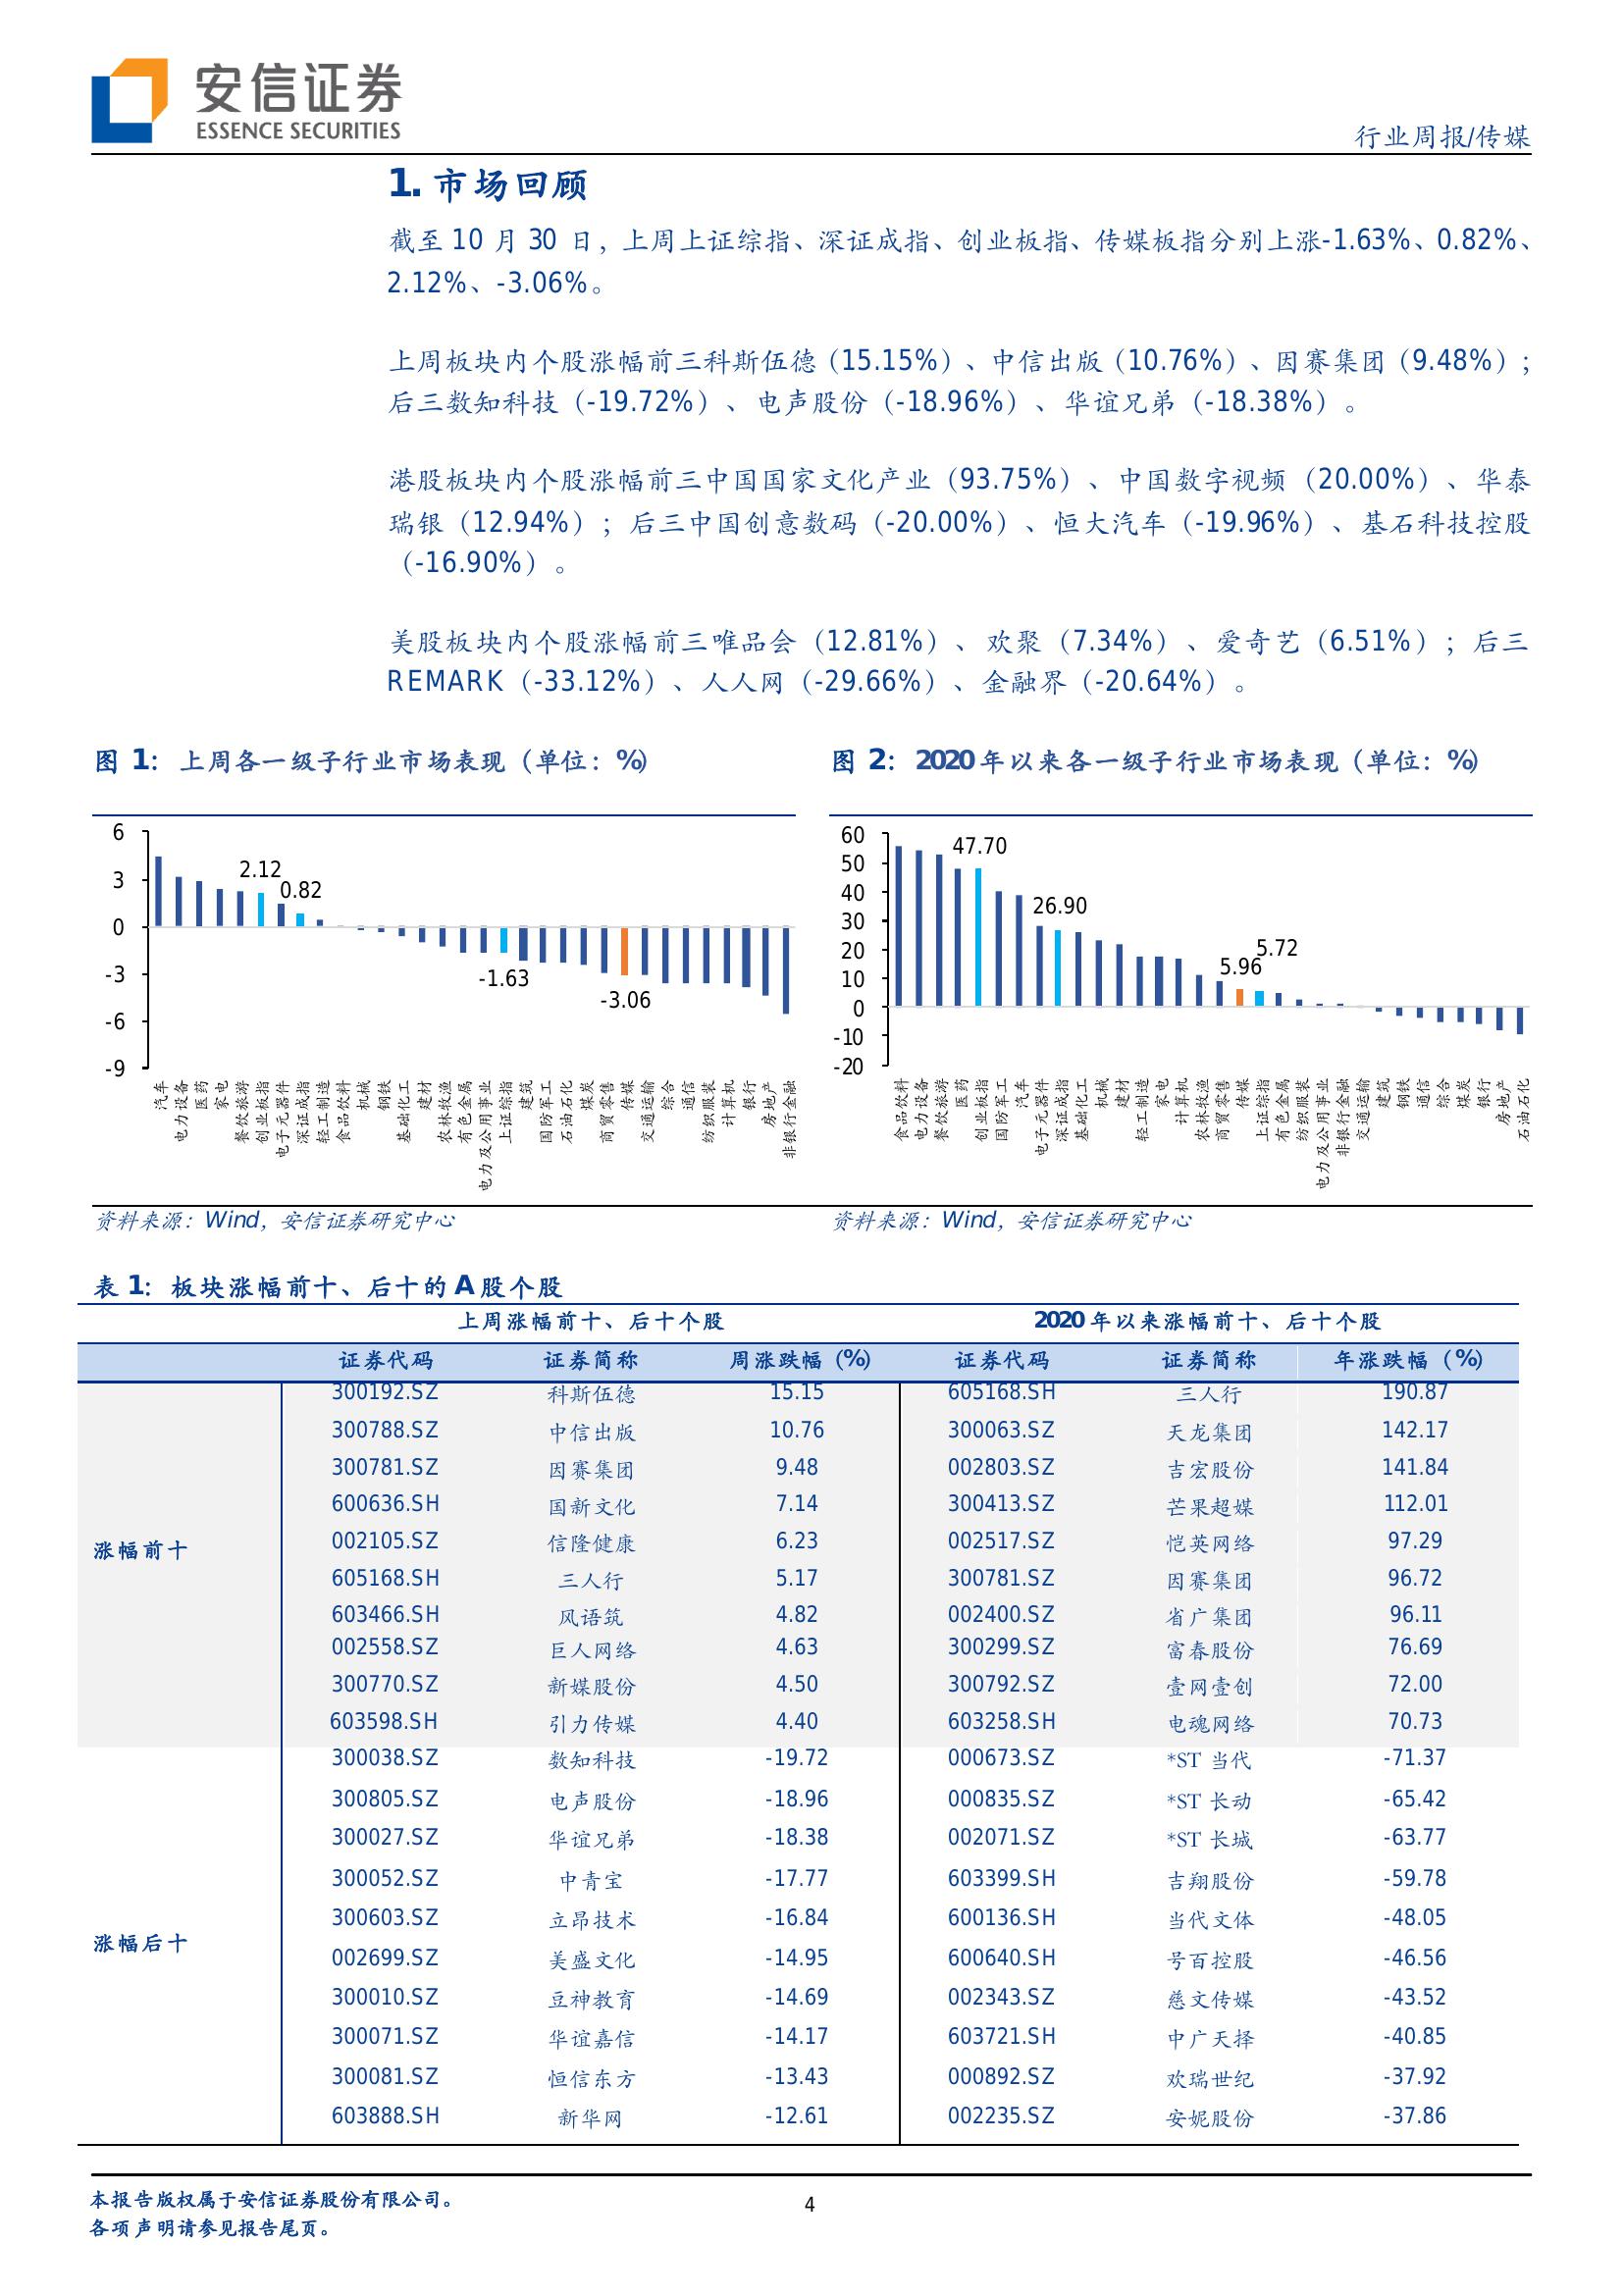 安信证券
ESSENCE SECURITIES
行业周报/传媒
1. 市场回顾
截至 10 月 30 日，上周上证综指、深证成指、创业板指、传媒板指分别上涨-1.63%、0.82%、
2.12%、-3.06%。
上周板块内个股涨幅前三科斯伍德（15.15%）、中信出版（10.76%）、因赛集团（9.48%）；
后三数知科技（-19.72%）、电声股份（-18.96%）、华谊兄弟（-18.38%）。
港股板块内个股涨幅前三中国国家文化产业（93.75%）、中国数字视频（20.00%）、华泰
瑞银（12.94%）；后三中国创意数码（-20.00%）、恒大汽车（-19.96%）、基石科技控股
（-16.90%）。
美股板块内个股涨幅前三唯品会（12.81%）、欢聚（7.34%）、爱奇艺（6.51%）；后三
REMARK（-33.12%）、人人网（-29.66%）、金融界（-20.64%）。
图 1：上周各一级子行业市场表现（单位：%）
6
3
0
-3
-6
-9
2.12
0.82
-1.63
-3.06
汽车
电力设备
医药
家电
餐饮旅游
创业板指
电子元器件
深证成指
轻工制造
食品饮料
机械
钢铁
基础化工
建材
农林牧渔
有色金属
电力及公用事业
上证综指
建筑
国防军工
石油石化
煤炭
商贸零售
传媒
交通运输
综合
通信
纺织服装
计算机
银行
房地产
非银行金融
资料来源：Wind，安信证券研究中心
图 2：2020 年以来各一级子行业市场表现（单位：%）
60
50
40
30
20
10
0
-10
-20
47.70
26.90
5.96
5.72
食品饮料
电力设备
餐饮旅游
医药
创业板指
国防军工
汽车
电子元器件
深证成指
基础化工
机械
建材
轻工制造
家电
计算机
农林牧渔
商贸零售
传媒
上证综指
有色金属
纺织服装
电力及公用事业
非银行金融
交通运输
建筑
钢铁
通信
综合
煤炭
银行
房地产
石油石化
资料来源：Wind，安信证券研究中心
表 1：板块涨幅前十、后十的 A 股个股
上周涨幅前十、后十个股 2020 年以来涨幅前十、后十个股
证券代码 证券简称 周涨跌幅 (%) 证券代码 证券简称 年涨跌幅（%）
涨幅前十
300192.SZ 科斯伍德 15.15 605168.SH 三人行 190.87
300788.SZ 中信出版 10.76 300063.SZ 天龙集团 142.17
300781.SZ 因赛集团 9.48 002803.SZ 吉宏股份 141.84
600636.SH 国新文化 7.14 300413.SZ 芒果超媒 112.01
002105.SZ 信隆健康 6.23 002517.SZ 恺英网络 97.29
605168.SH 三人行 5.17 300781.SZ 因赛集团 96.72
603466.SH 风语筑 4.82 002400.SZ 省广集团 96.11
002558.SZ 巨人网络 4.63 300299.SZ 富春股份 76.69
300770.SZ 新媒股份 4.50 300792.SZ 壹网壹创 72.00
603598.SH 引力传媒 4.40 603258.SH 电魂网络 70.73
涨幅后十
300038.SZ 数知科技 -19.72 000673.SZ *ST 当代 -71.37
300805.SZ 电声股份 -18.96 000835.SZ *ST 长动 -65.42
300027.SZ 华谊兄弟 -18.38 002071.SZ *ST 长城 -63.77
300052.SZ 中青宝 -17.77 603399.SH 吉翔股份 -59.78
300603.SZ 立昂技术 -16.84 600136.SH 当代文体 -48.05
002699.SZ 美盛文化 -14.95 600640.SH 号百控股 -46.56
300010.SZ 豆神教育 -14.69 002343.SZ 慈文传媒 -43.52
300071.SZ 华谊嘉信 -14.17 603721.SH 中广天择 -40.85
300081.SZ 恒信东方 -13.43 000892.SZ 欢瑞世纪 -37.92
603888.SH 新华网 -12.61 002235.SZ 安妮股份 -37.86
本报告版权属于安信证券股份有限公司。
各项声明请参见报告尾页。
4